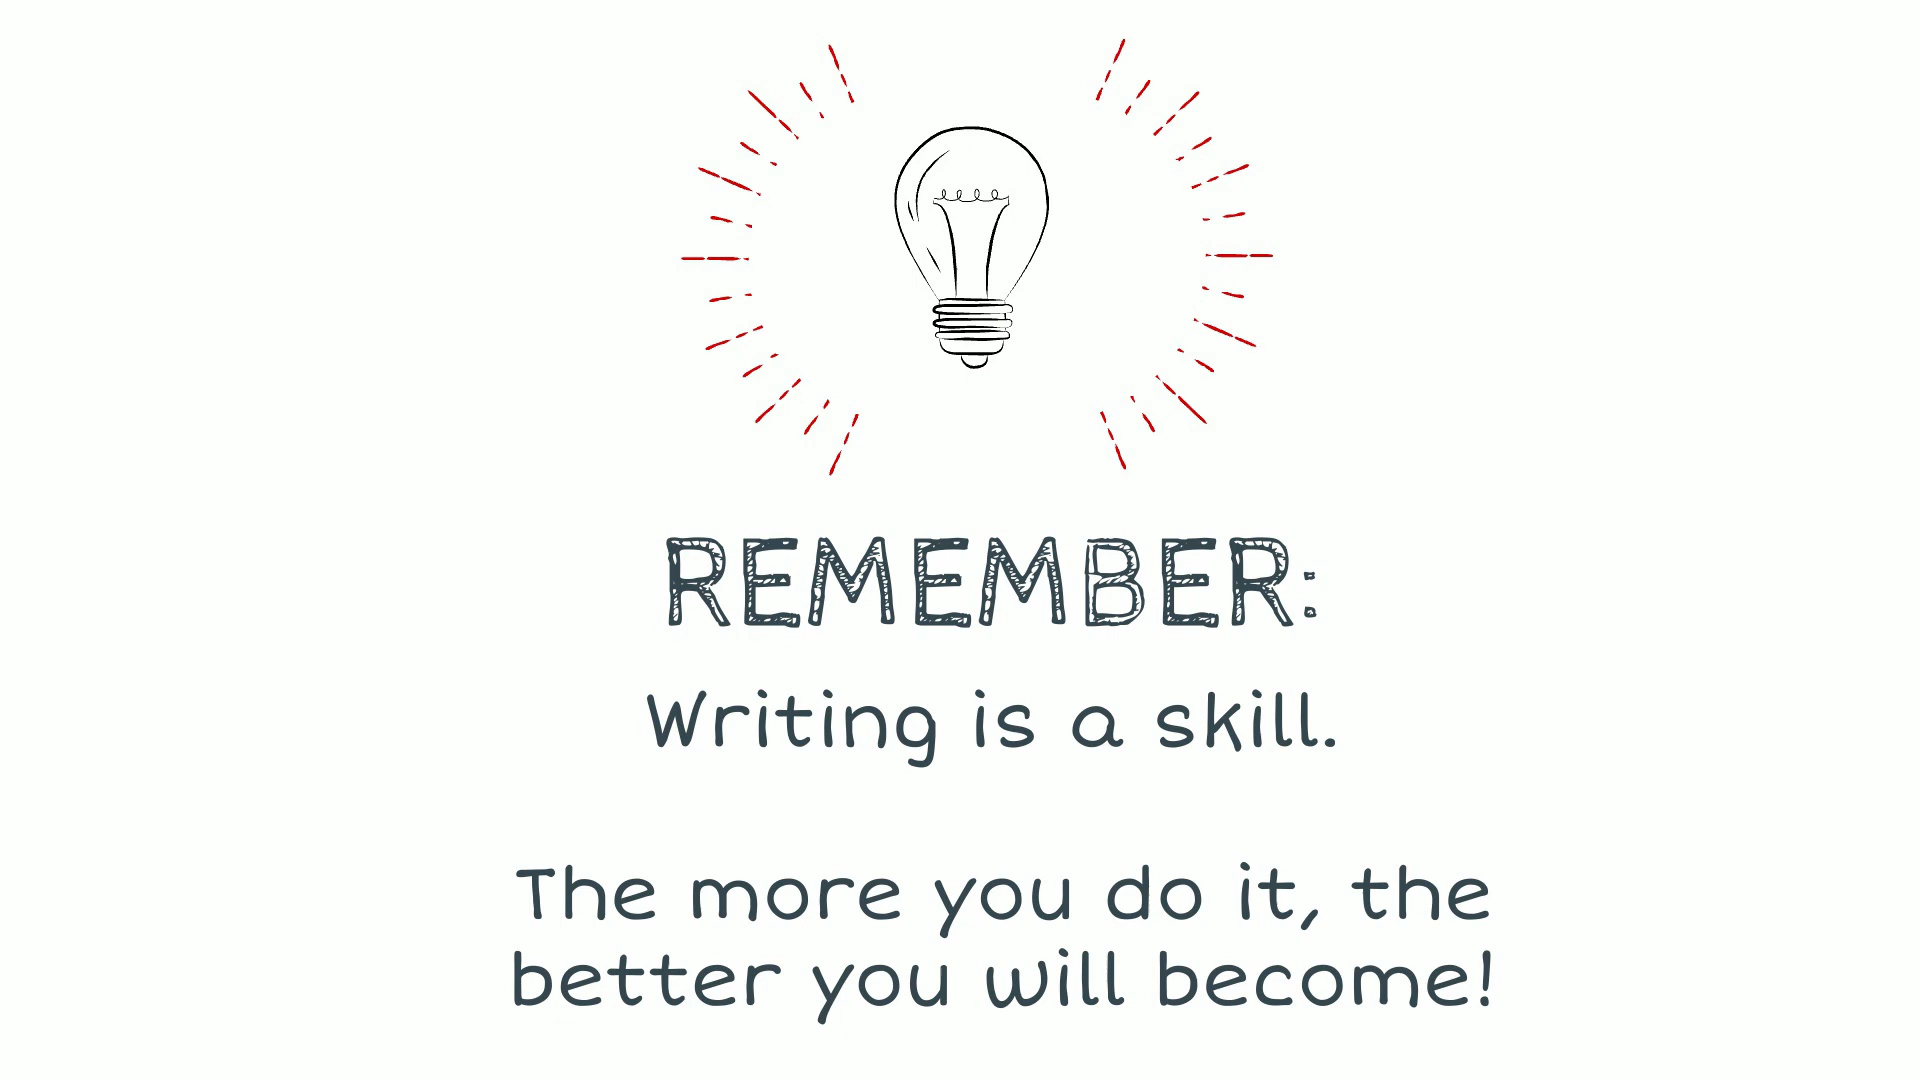 REMEMBER:
Writing is a skill.
The more you do it, the
better you will become!